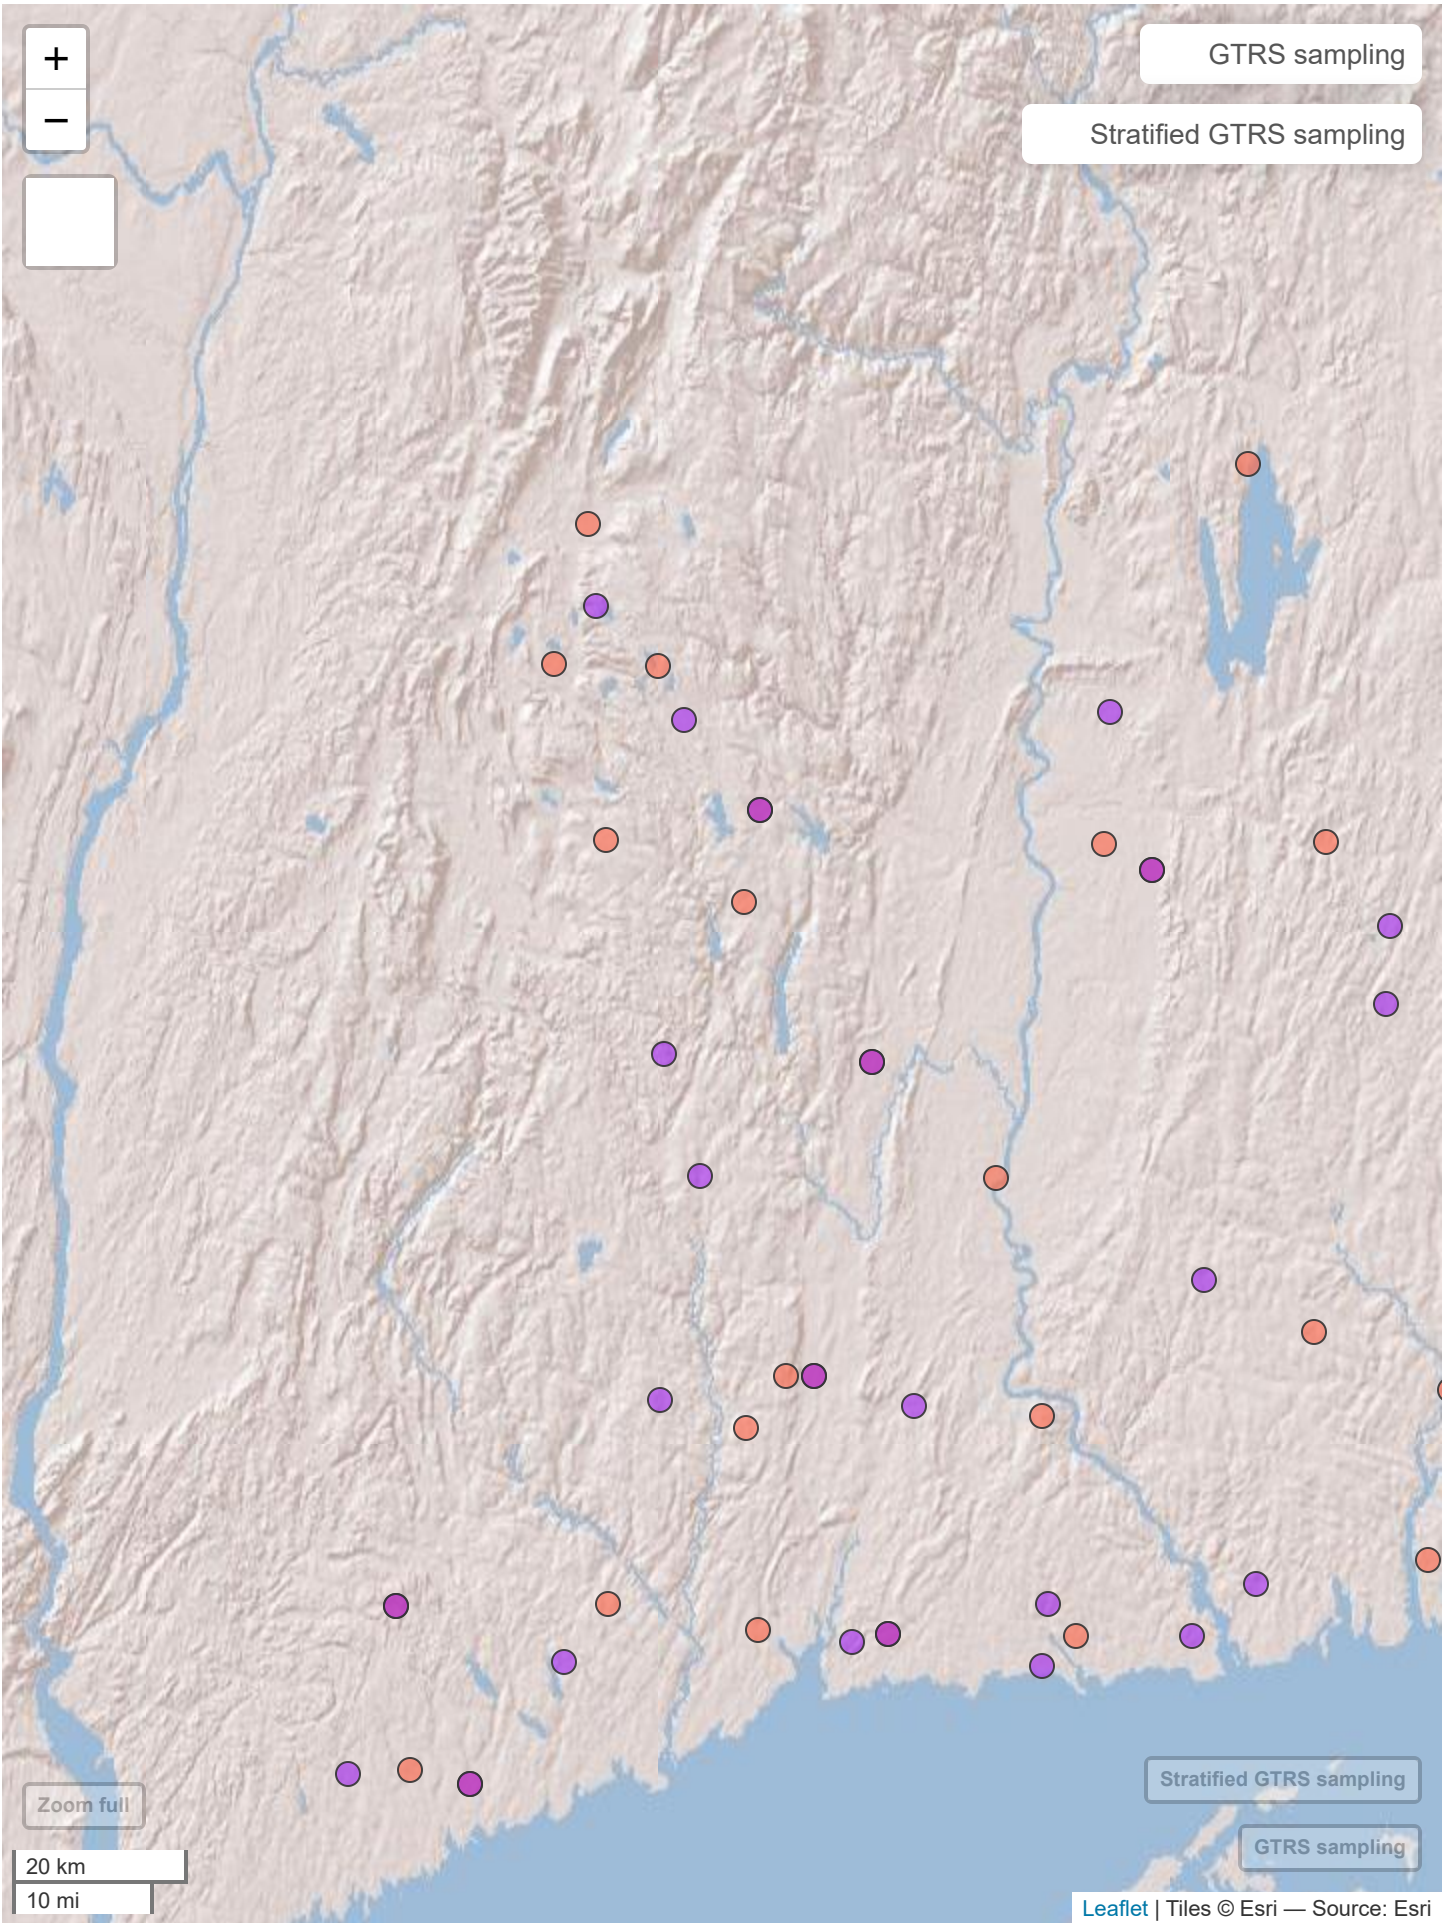 +
GTRS sampling
−
Stratified GTRS sampling
Stratified GTRS sampling
Zoom full
GTRS sampling
20 km
10 mi
Leaflet | Tiles © Esri — Source: Esri